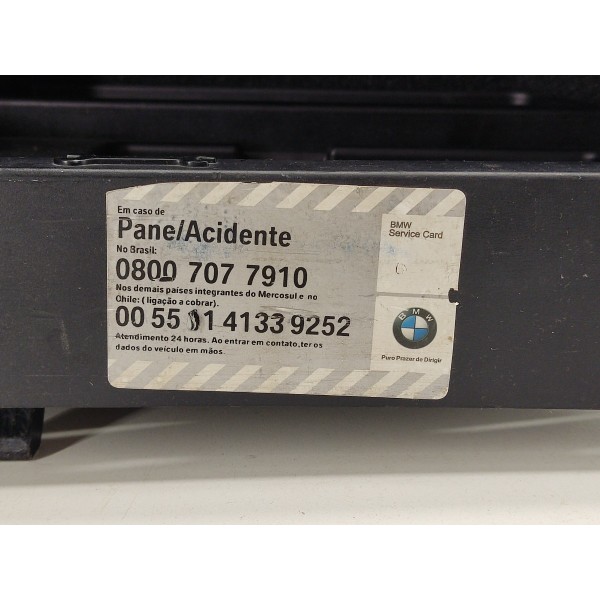 Em caso de
Pane/Acidente
No Brasil:
0800 707 7910
Nos demais países integrantes do Mercosul e no
Chile: ( ligação a cobrar).
00 55 11 4133 9252
Atendimento 24 horas. Ao entrar em contato, ter os
dados do veículo em mãos.
BMW
Service Card
BMW
Puro Prazer de Dirigir